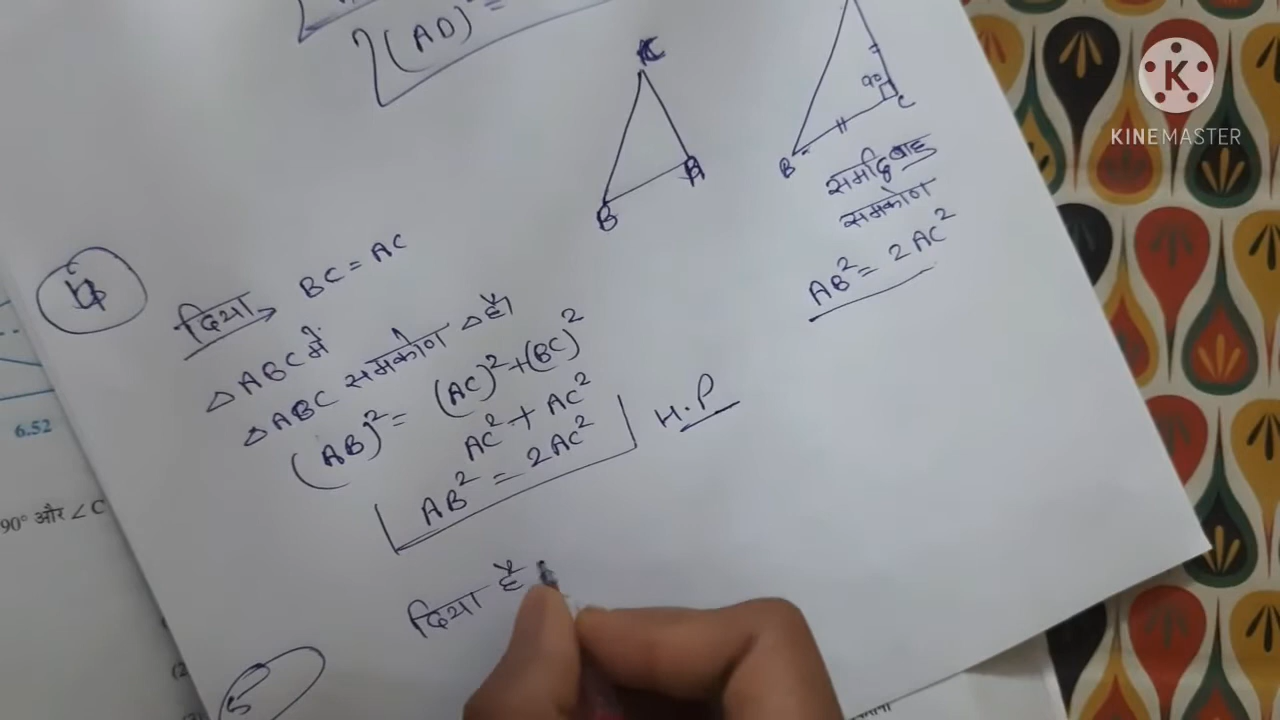 (AD)² =
C
B
90
C
B
समद्विबाहु
समकोण
AB² = 2AC²
दिया → BC = AC
△ABC में
△ABC समकोण △ है।
(AB)² = (AC)² + (BC)²
AC² + AC²
AB² = 2AC²
H.P
दिया है
5
6.52
90° और ∠C
K
KINEMASTER